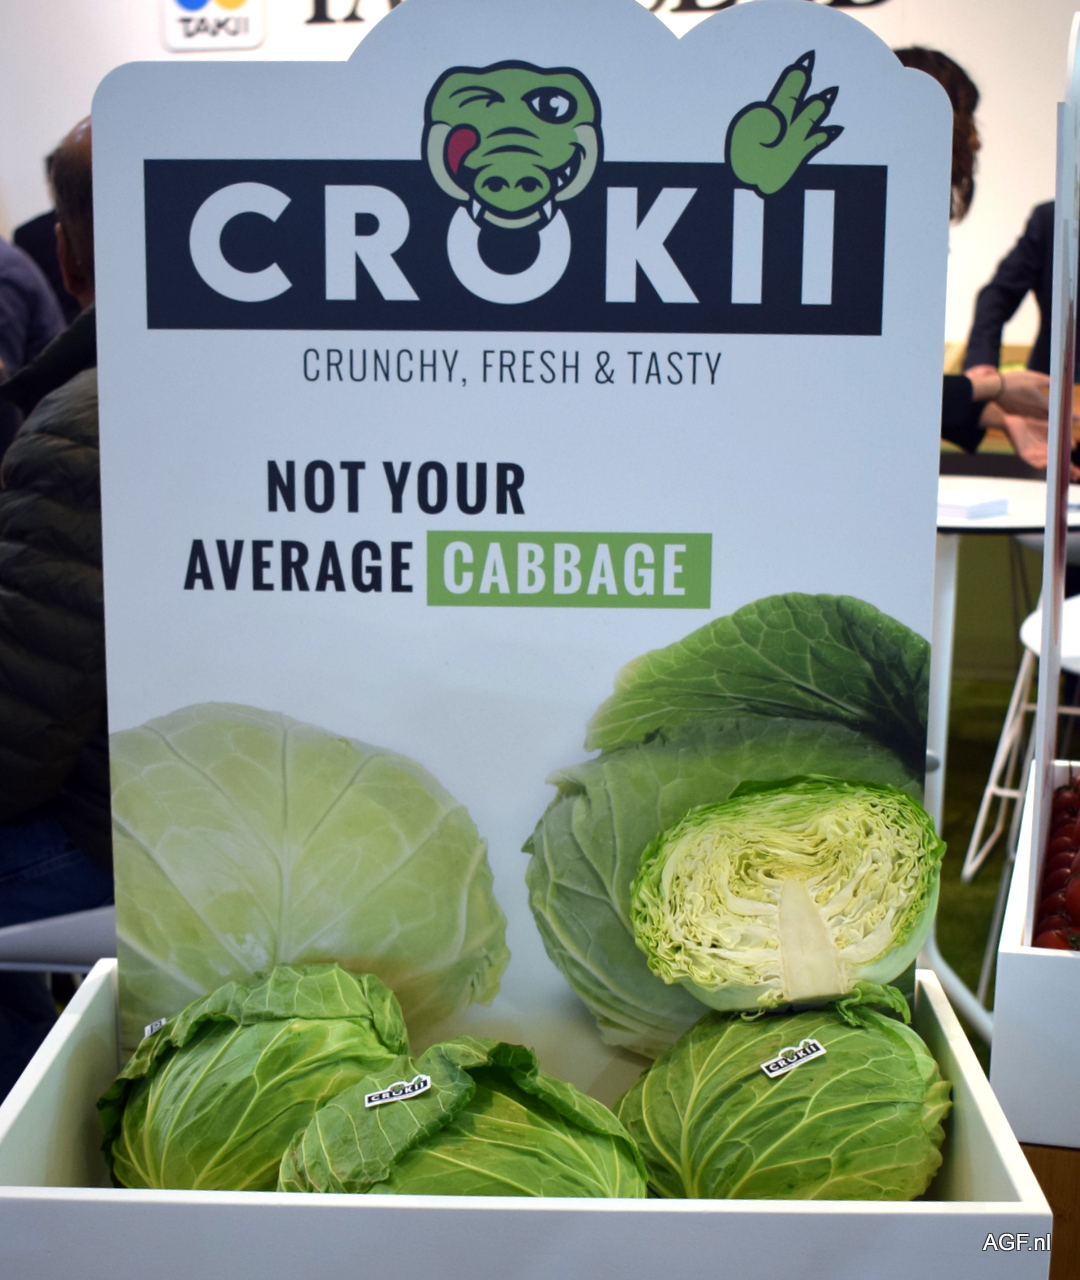 TAKII
CROKII
CRUNCHY, FRESH & TASTY
NOT YOUR
AVERAGE CABBAGE
CROKII
CROKII
AGF.nl